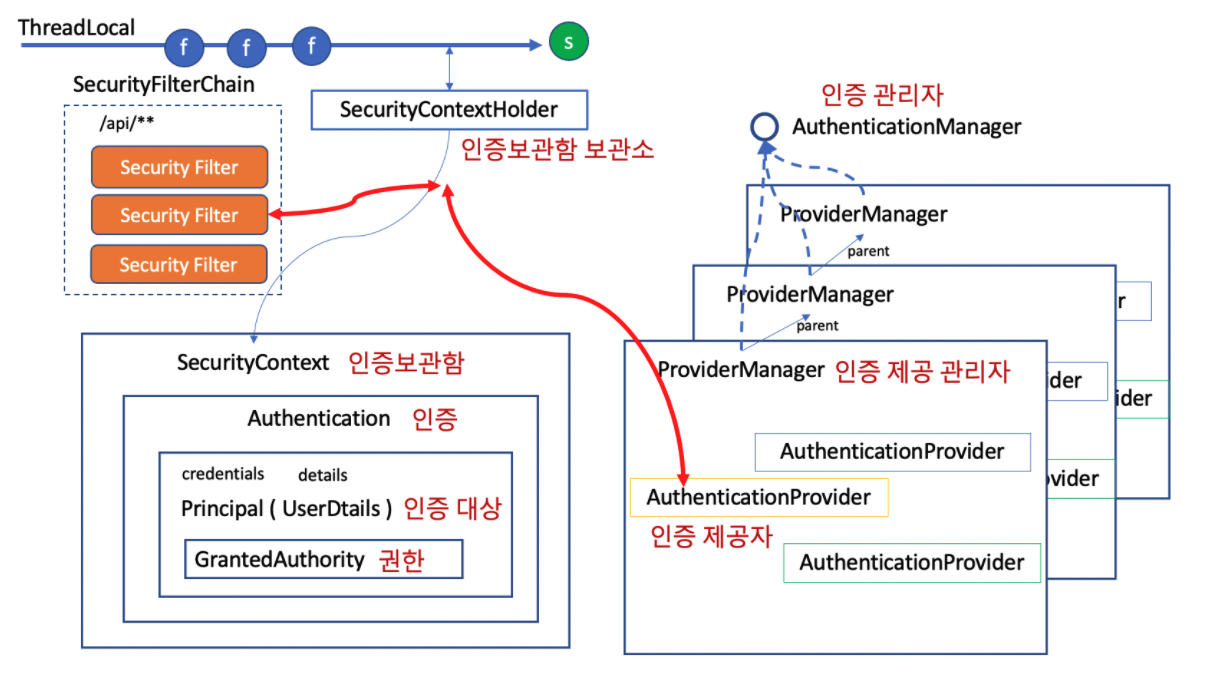 ThreadLocal
f f f s
SecurityFilterChain
/api/**
Security Filter
Security Filter
Security Filter
SecurityContextHolder
인증보관함 보관소
인증 관리자
AuthenticationManager
ProviderManager
parent
r
ider
ProviderManager
parent
ider
ovider
SecurityContext 인증보관함
Authentication 인증
credentials details
Principal ( UserDtails ) 인증 대상
GrantedAuthority 권한
ProviderManager 인증 제공 관리자
AuthenticationProvider
AuthenticationProvider
인증 제공자
AuthenticationProvider